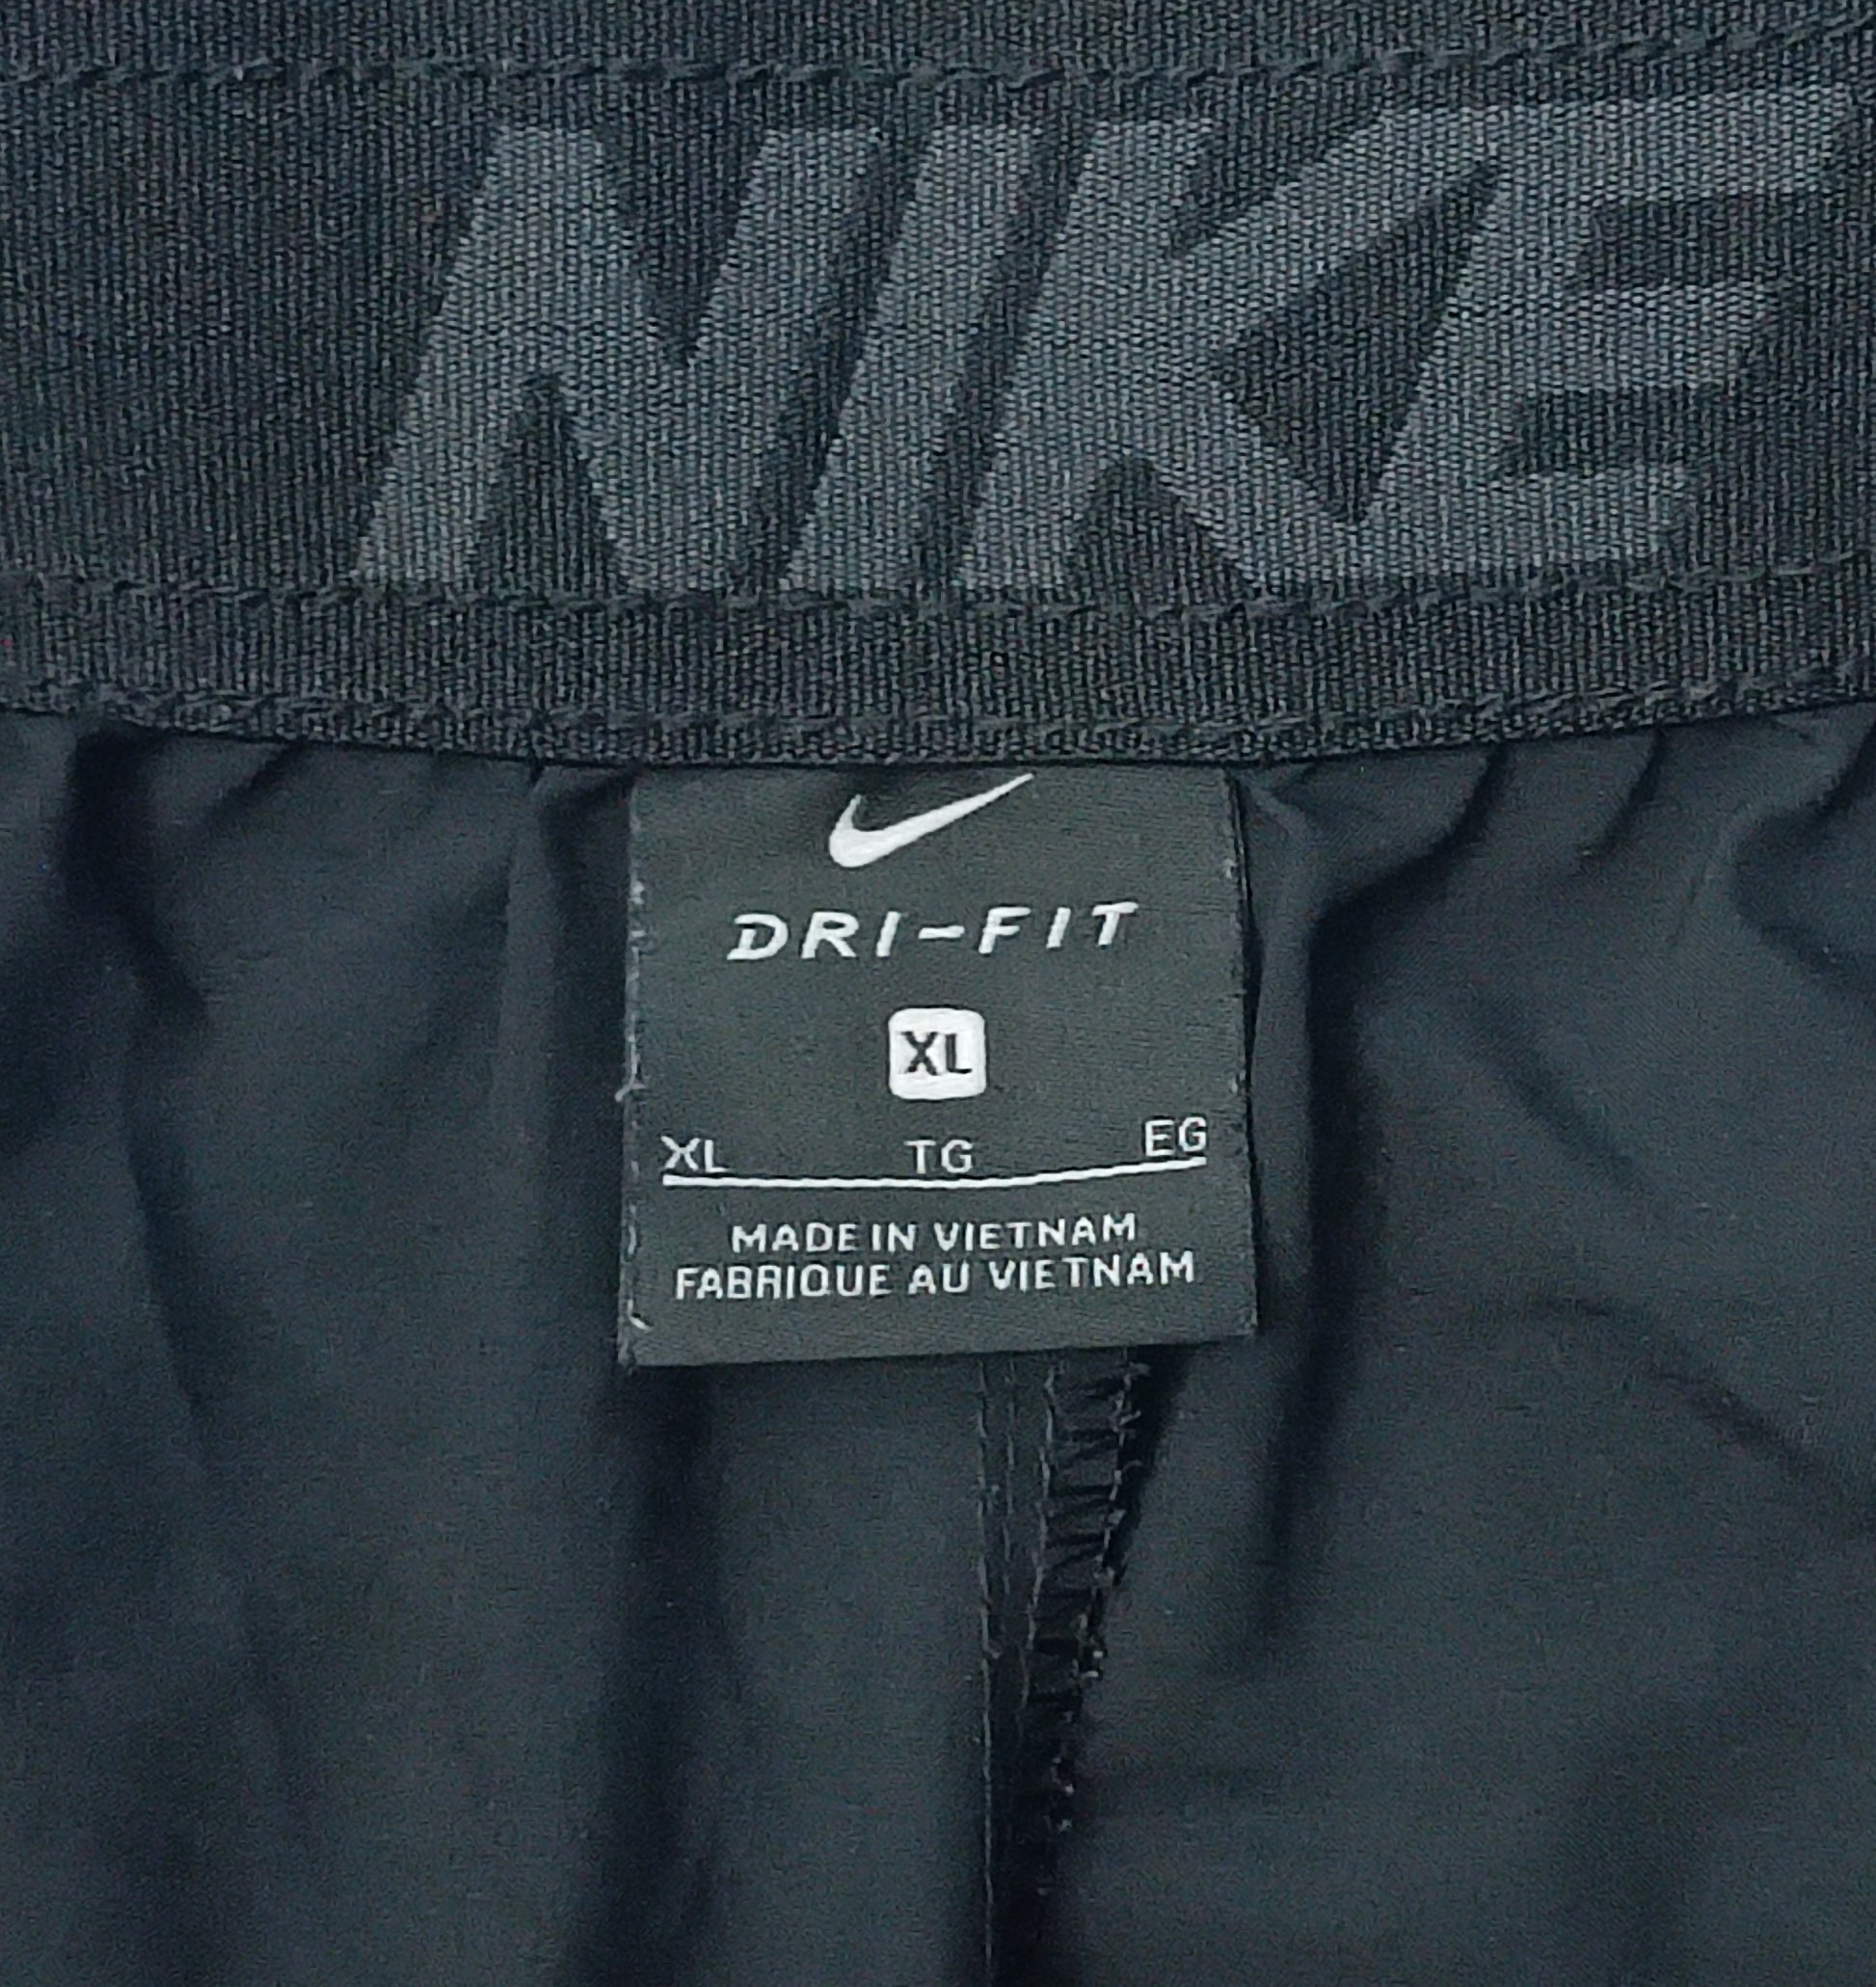 NIKE
DRI-FIT
XL
XL TG EG
MADE IN VIETNAM
FABRIQUE AU VIETNAM